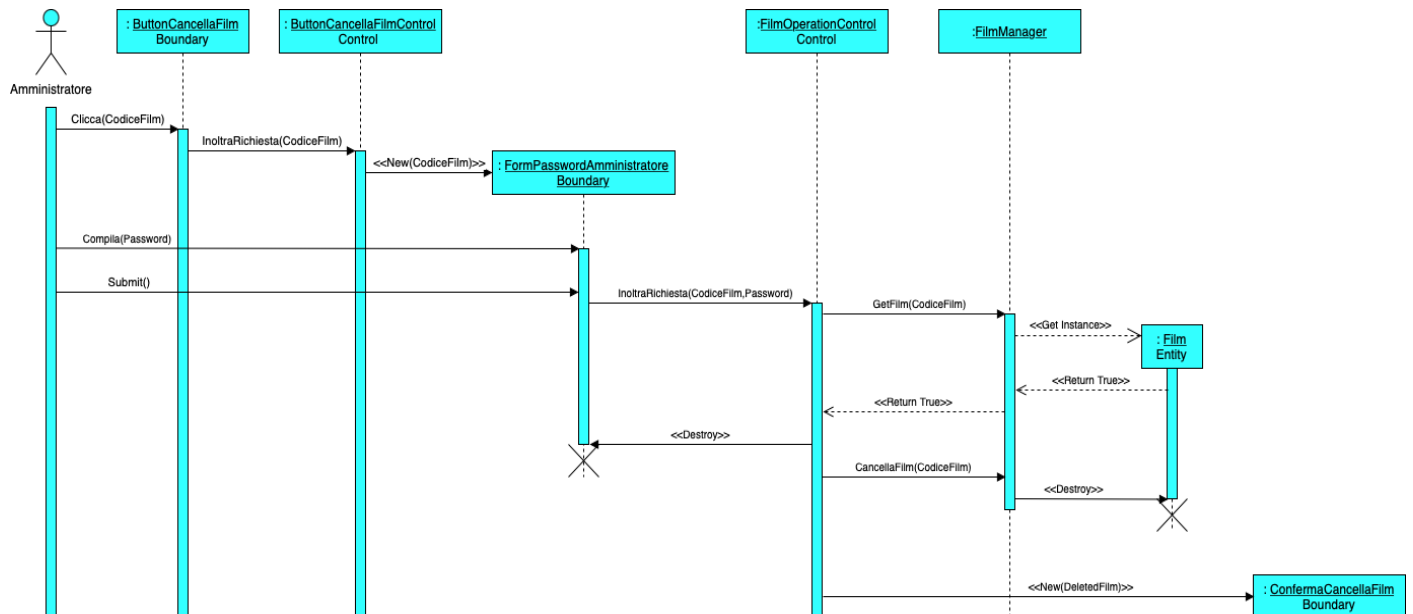 : ButtonCancellaFilm
Boundary
: ButtonCancellaFilmControl
Control
:FilmOperationControl
Control
:FilmManager
Amministratore
Clicca(CodiceFilm)
InoltraRichiesta(CodiceFilm)
<<New(CodiceFilm)>>
: FormPasswordAmministratore
Boundary
Compila(Password)
Submit()
InoltraRichiesta(CodiceFilm,Password)
GetFilm(CodiceFilm)
<<Get Instance>>
: Film
Entity
<<Return True>>
<<Return True>>
<<Destroy>>
CancellaFilm(CodiceFilm)
<<Destroy>>
<<New(DeletedFilm)>>
: ConfermaCancellaFilm
Boundary